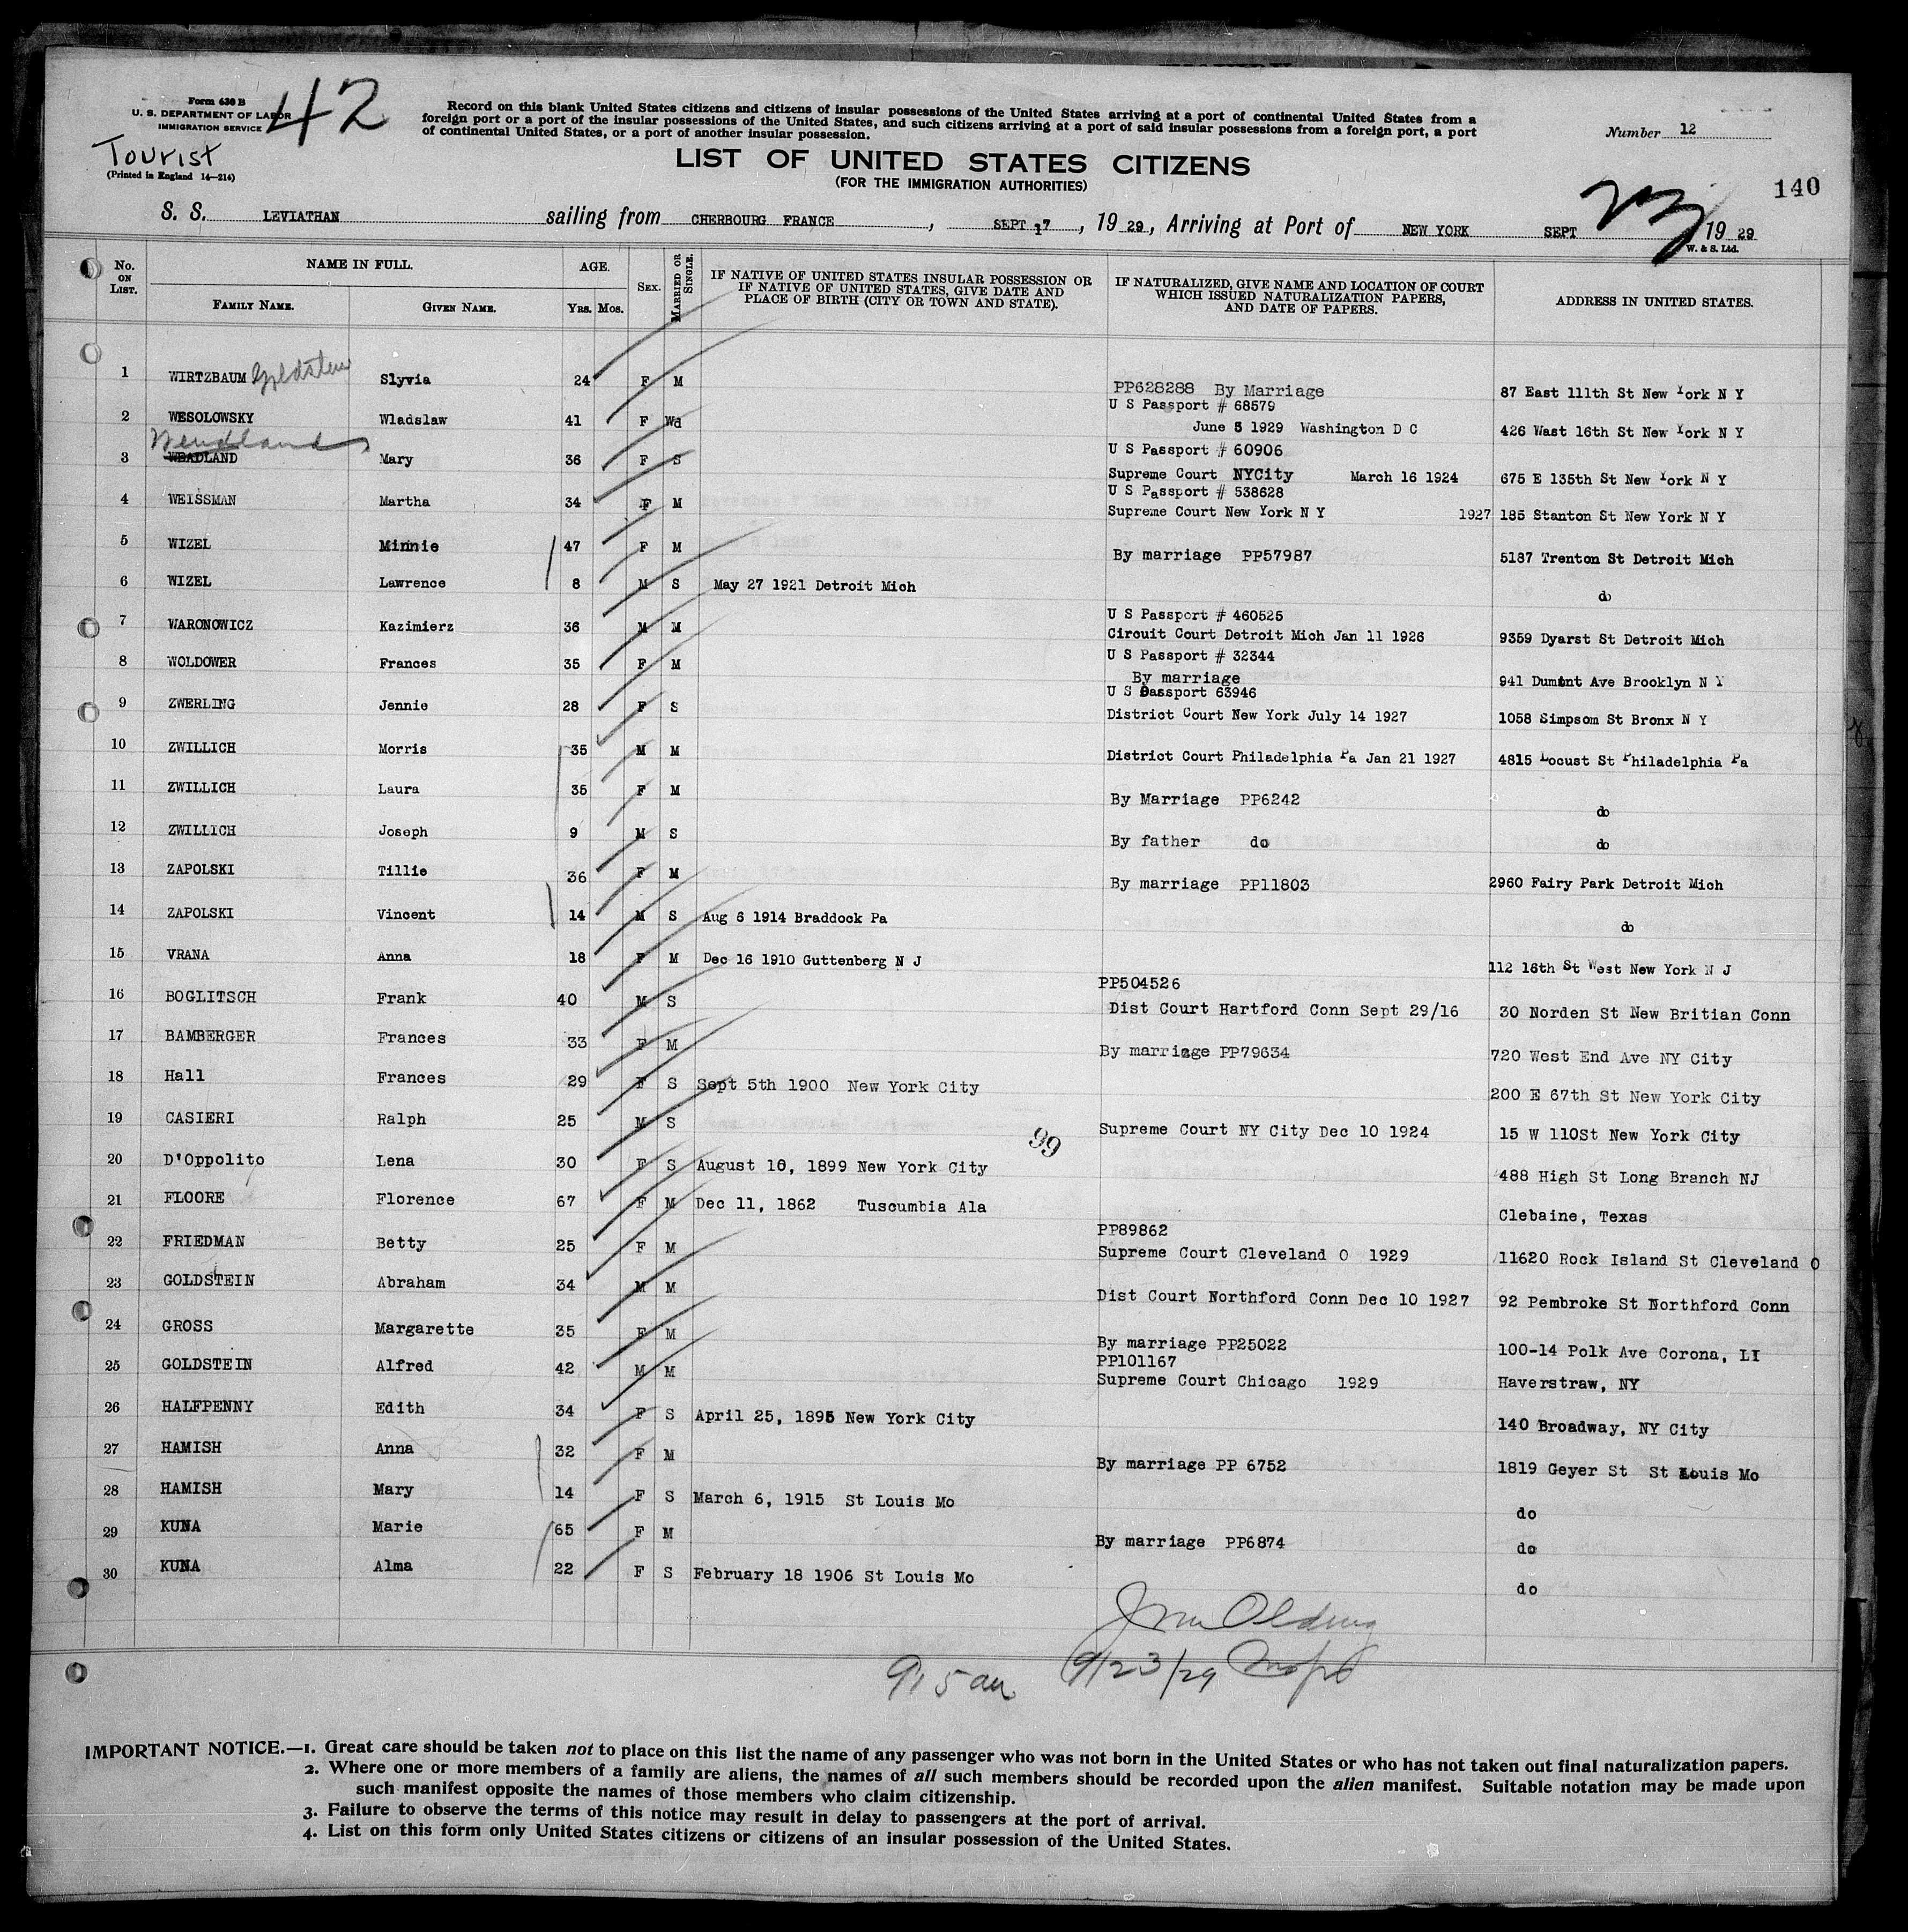 Form 630 B
U. S. DEPARTMENT OF LABOR
IMMIGRATION SERVICE
42
Tourist
(Printed in England 14—214)
Record on this blank United States citizens and citizens of insular possessions of the United States arriving at a port of continental United States from a
foreign port or a port of the insular possessions of the United States, and such citizens arriving at a port of said insular possessions from a foreign port, a port
of continental United States, or a port of another insular possession.
Number 12
LIST OF UNITED STATES CITIZENS
(FOR THE IMMIGRATION AUTHORITIES)
140
S. S. LEVIATHAN sailing from CHERBOURG FRANCE, SEPT 17, 1929, Arriving at Port of NEW YORK SEPT 23 1929
W. & S. Ltd.
No. ON LIST. NAME IN FULL. AGE. SEX. MARRIED OR SINGLE. IF NATIVE OF UNITED STATES INSULAR POSSESSION OR IF NATIVE OF UNITED STATES, GIVE DATE AND PLACE OF BIRTH (CITY OR TOWN AND STATE). IF NATURALIZED, GIVE NAME AND LOCATION OF COURT WHICH ISSUED NATURALIZATION PAPERS, AND DATE OF PAPERS. ADDRESS IN UNITED STATES.
FAMILY NAME. GIVEN NAME. YRS. MOS.
1 WIRTZBAUM Goldstein Slyvia 24 F M PP628288 By Marriage 87 East 111th St New York N Y
2 WESOLOWSKY Wladslaw 41 F Wd U S Passport # 68579 June 5 1929 Washington D C 426 Wast 16th St New York N Y
Wendland
3 WEADLAND Mary 36 F S U S Passport # 60906 Supreme Court NYCity March 16 1924 675 E 135th St New York N Y
4 WEISSMAN Martha 34 F M U S Passport # 538628 Supreme Court New York N Y 1927 185 Stanton St New York N Y
5 WIZEL Minnie 47 F M By marriage PP57987 5187 Trenton St Detroit Mich
6 WIZEL Lawrence 8 M S May 27 1921 Detroit Mich do
7 WARONOWICZ Kazimierz 36 M M U S Passport # 460525 Circuit Court Detroit Mich Jan 11 1926 9359 Dyarst St Detroit Mich
8 WOLDOWER Frances 35 F M U S Passport # 32344 By marriage 941 Dumont Ave Brooklyn N Y
9 ZWERLING Jennie 28 F S U S Passport 63946 District Court New York July 14 1927 1058 Simpsom St Bronx N Y
10 ZWILLICH Morris 35 M M District Court Philadelphia Pa Jan 21 1927 4815 Locust St Philadelphia Pa
11 ZWILLICH Laura 35 F M By Marriage PP6242 do
12 ZWILLICH Joseph 9 M S By father do do
13 ZAPOLSKI Tillie 36 F M By marriage PP11803 2960 Fairy Park Detroit Mich
14 ZAPOLSKI Vincent 14 M S Aug 6 1914 Braddock Pa do
15 VRANA Anna 18 F M Dec 16 1910 Guttenberg N J 112 16th St West New York N J
16 BOGLITSCH Frank 40 M S PP504526 Dist Court Hartford Conn Sept 29/16 30 Norden St New Britian Conn
17 BAMBERGER Frances 33 F M By marriage PP79634 720 West End Ave NY City
18 Hall Frances 29 F S Sept 5th 1900 New York City 200 E 67th St New York City
19 CASIERI Ralph 25 M S Supreme Court NY City Dec 10 1924 15 W 110St New York City
99
20 D'Oppolito Lena 30 F S August 10, 1899 New York City 488 High St Long Branch NJ
21 FLOORE Florence 67 F M Dec 11, 1862 Tuscumbia Ala Clebaine, Texas
22 FRIEDMAN Betty 25 F M PP89862 Supreme Court Cleveland O 1929 11620 Rock Island St Cleveland O
23 GOLDSTEIN Abraham 34 M M Dist Court Northford Conn Dec 10 1927 92 Pembroke St Northford Conn
24 GROSS Margarette 35 F M By marriage PP25022 100-14 Polk Ave Corona, LI
25 GOLDSTEIN Alfred 42 M M PP101167 Supreme Court Chicago 1929 Haverstraw, NY
26 HALFPENNY Edith 34 F S April 25, 1895 New York City 140 Broadway, NY City
27 HAMISH Anna 32 F M By marriage PP 6752 1819 Geyer St St Louis Mo
28 HAMISH Mary 14 F S March 6, 1915 St Louis Mo do
29 KUNA Marie 65 F M By marriage PP6874 do
30 KUNA Alma 22 F S February 18 1906 St Louis Mo do
915 am 9/23/29
IMPORTANT NOTICE.—1. Great care should be taken not to place on this list the name of any passenger who was not born in the United States or who has not taken out final naturalization papers.
2. Where one or more members of a family are aliens, the names of all such members should be recorded upon the alien manifest. Suitable notation may be made upon
such manifest opposite the names of those members who claim citizenship.
3. Failure to observe the terms of this notice may result in delay to passengers at the port of arrival.
4. List on this form only United States citizens or citizens of an insular possession of the United States.